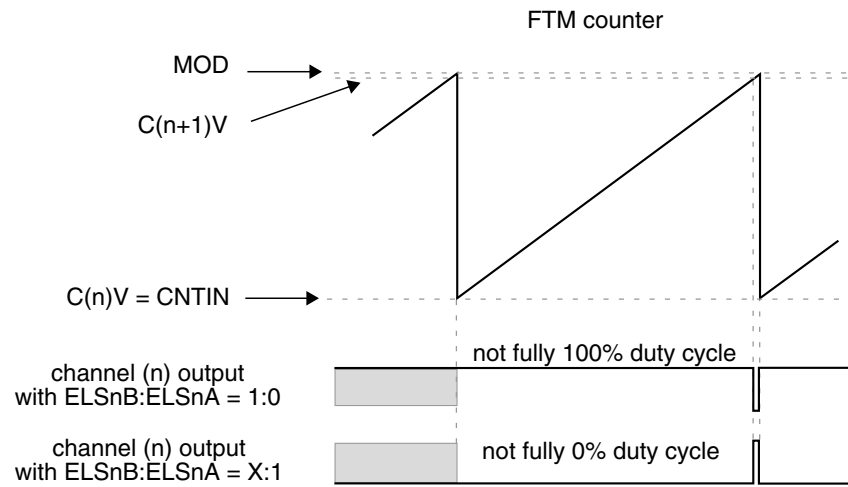 FTM counter
MOD
C(n+1)V
C(n)V = CNTIN
not fully 100% duty cycle
channel (n) output
with ELSnB:ELSnA = 1:0
channel (n) output
with ELSnB:ELSnA = X:1
not fully 0% duty cycle